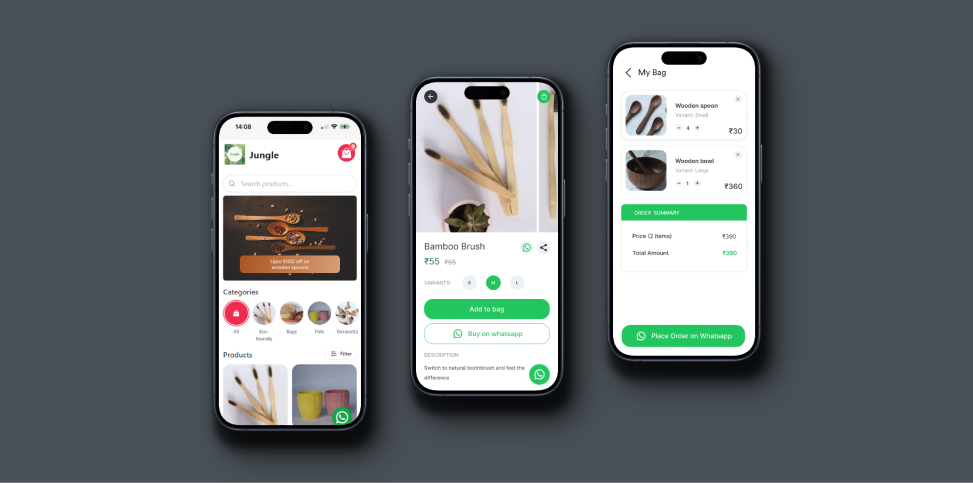 14:08
Jungle
6
Search products...
Upto ₹100 off on
wooden spoons
Categories
All
Eco-
friendly
Bags
Pots
Terracotta
Products
Filter
Bamboo Brush
₹55 ₹65
VARIANTS:
S
M
L
Add to bag
Buy on whatsapp
DESCRIPTION
Switch to natural toothbrush and feel the
difference
My Bag
Wooden spoon
Variant: Small
4
₹30
Wooden bowl
Variant: Large
1
₹360
ORDER SUMMARY
Price (2 items) ₹390
Total Amount ₹390
Place Order on Whatsapp